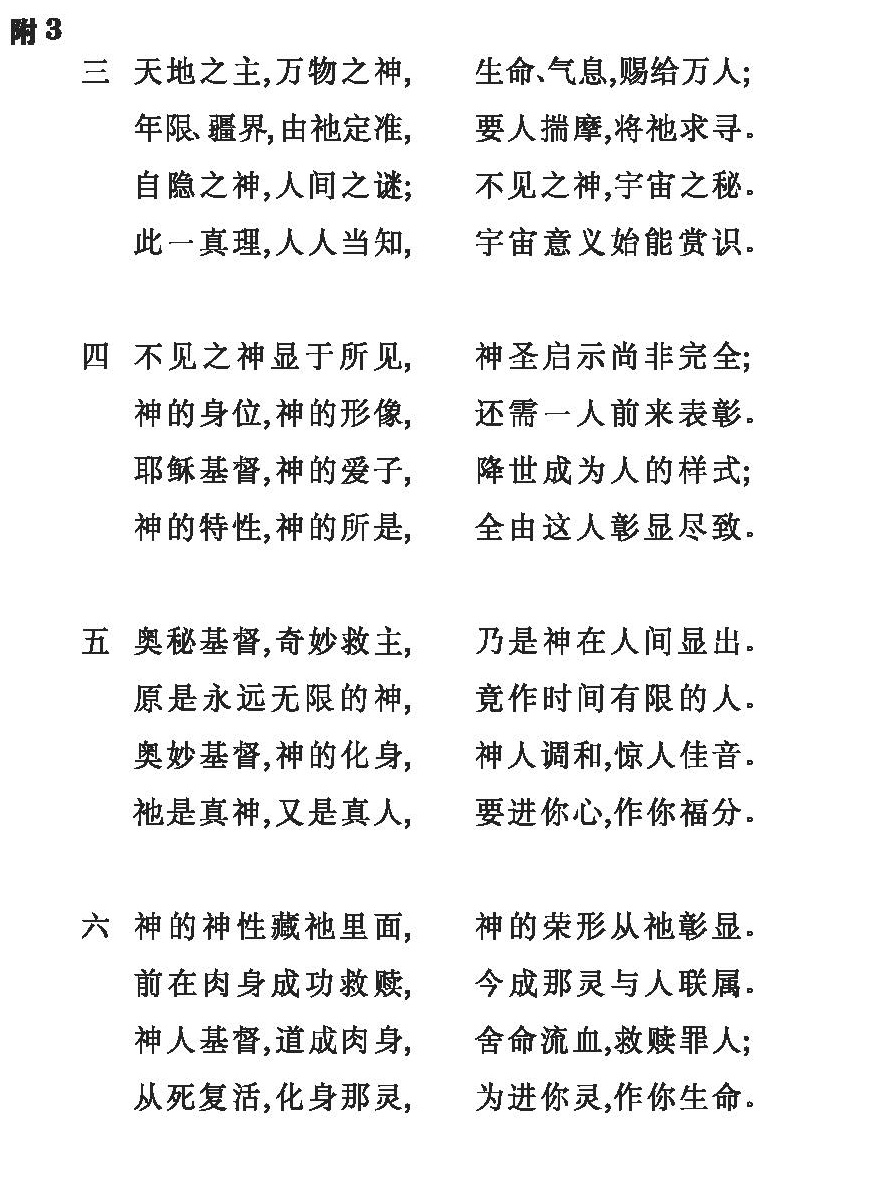 附 3
三 天地之主,万物之神, 生命、气息,赐给万人;
年限、疆界,由祂定准, 要人揣摩,将祂求寻。
自隐之神,人间之谜; 不见之神,宇宙之秘。
此一真理,人人当知, 宇宙意义始能赏识。
四 不见之神显于所见, 神圣启示尚非完全;
神的身位,神的形像, 还需一人前来表彰。
耶稣基督,神的爱子, 降世成为人的样式;
神的特性,神的所是, 全由这人彰显尽致。
五 奥秘基督,奇妙救主, 乃是神在人间显出。
原是永远无限的神, 竟作时间有限的人。
奥妙基督,神的化身, 神人调和,惊人佳音。
祂是真神,又是真人, 要进你心,作你福分。
六 神的神性藏祂里面, 神的荣形从祂彰显。
前在肉身成功救赎, 今成那灵与人联属。
神人基督,道成肉身, 舍命流血,救赎罪人;
从死复活,化身那灵, 为进你灵,作你生命。